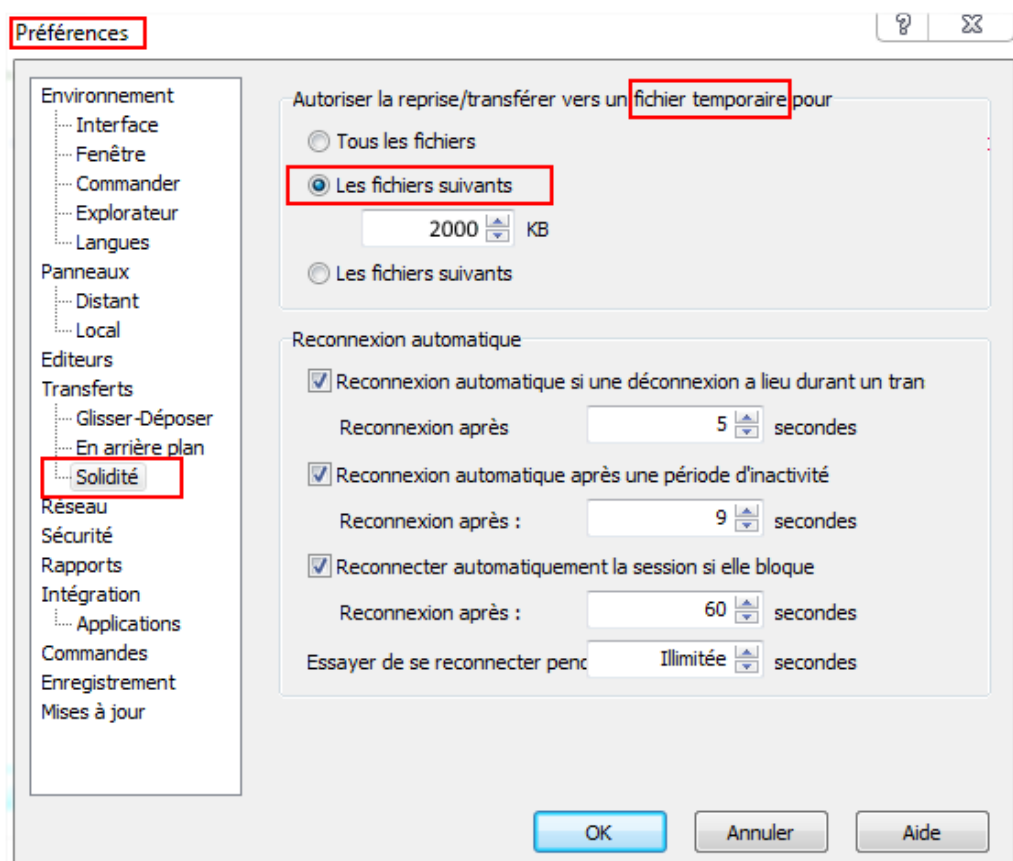 Préférences
Environnement
Interface
Fenêtre
Commander
Explorateur
Langues
Panneaux
Distant
Local
Editeurs
Transferts
Glisser-Déposer
En arrière plan
Solidité
Réseau
Sécurité
Rapports
Intégration
Applications
Commandes
Enregistrement
Mises à jour
Autoriser la reprise/transférer vers un fichier temporaire pour
Tous les fichiers
Les fichiers suivants
2000 KB
Les fichiers suivants
Reconnexion automatique
Reconnexion automatique si une déconnexion a lieu durant un tran
Reconnexion après 5 secondes
Reconnexion automatique après une période d'inactivité
Reconnexion après : 9 secondes
Reconnecter automatiquement la session si elle bloque
Reconnexion après : 60 secondes
Essayer de se reconnecter penc Illimitée secondes
OK Annuler Aide